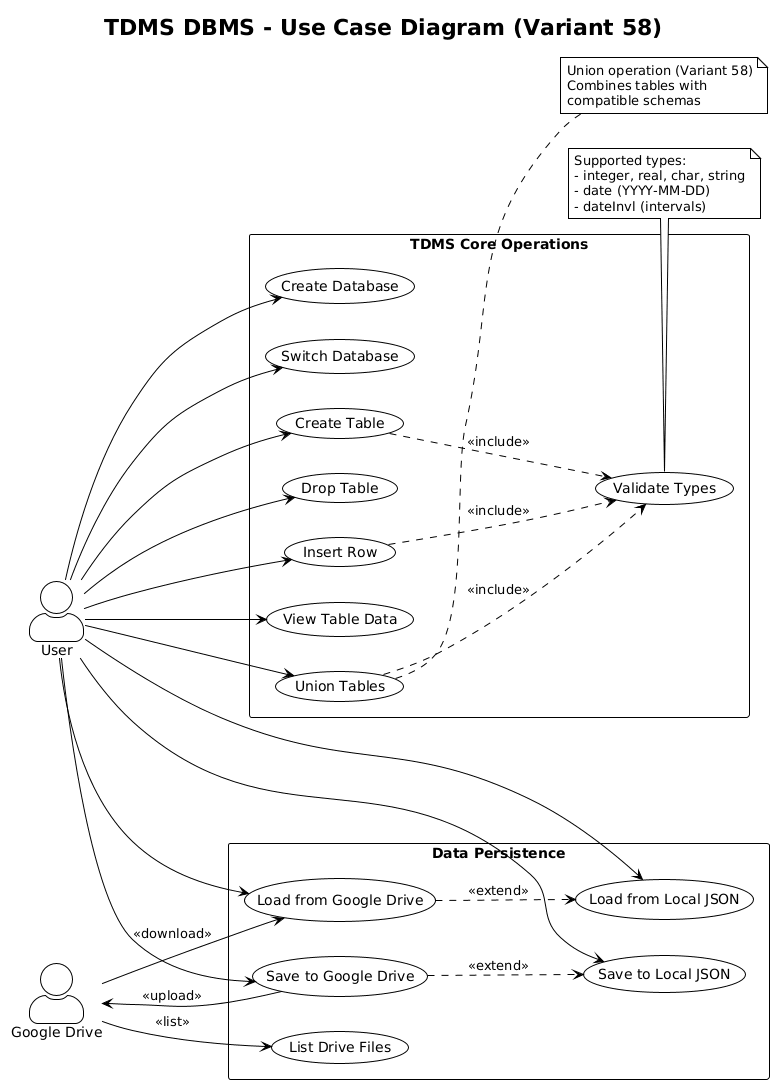 TDMS DBMS - Use Case Diagram (Variant 58)
Union operation (Variant 58)
Combines tables with
compatible schemas
Supported types:
- integer, real, char, string
- date (YYYY-MM-DD)
- dateInvl (intervals)
TDMS Core Operations
Create Database
Switch Database
Create Table
«include»
Drop Table
Validate Types
«include»
Insert Row
«include»
View Table Data
User
Union Tables
Data Persistence
Load from Google Drive
«extend»
Load from Local JSON
«download»
Save to Google Drive
«extend»
Save to Local JSON
«upload»
«list»
Google Drive
List Drive Files